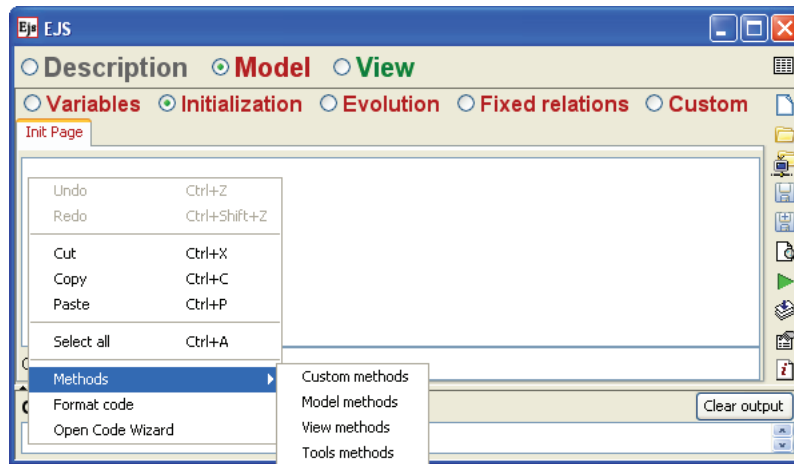 Ejs EJS
Description Model View
Variables Initialization Evolution Fixed relations Custom
Init Page
Undo Ctrl+Z
Redo Ctrl+Shift+Z
Cut Ctrl+X
Copy Ctrl+C
Paste Ctrl+P
Select all Ctrl+A
Methods
Format code
Open Code Wizard
Custom methods
Model methods
View methods
Tools methods
Clear output